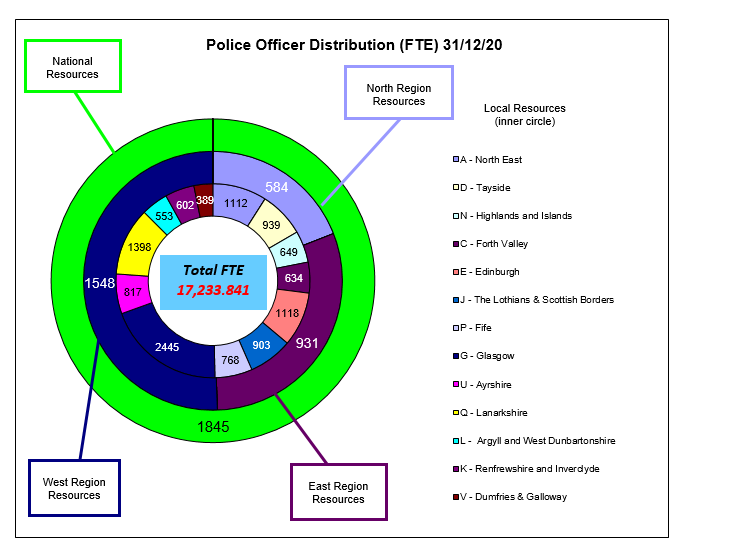 Police Officer Distribution (FTE) 31/12/20
National
Resources
North Region
Resources
Local Resources
(inner circle)
A - North East
D - Tayside
N - Highlands and Islands
C - Forth Valley
E - Edinburgh
J - The Lothians & Scottish Borders
P - Fife
G - Glasgow
U - Ayrshire
Q - Lanarkshire
L -  Argyll and West Dunbartonshire
K - Renfrewshire and Inverclyde
V - Dumfries & Galloway
584
1112
939
649
634
1118
931
903
768
2445
817
1548
1398
553
602
389
1845
Total FTE
17,233.841
West Region
Resources
East Region
Resources